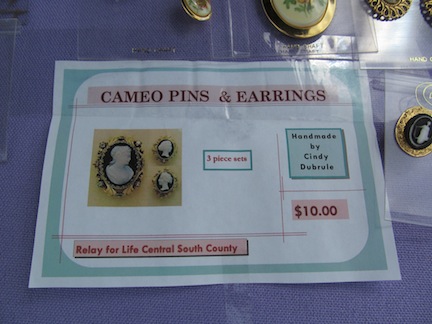 CAMEO PINS & EARRINGS
3 piece sets
Handmade
by
Cindy
Dubrule
$10.00
Relay for Life Central South County